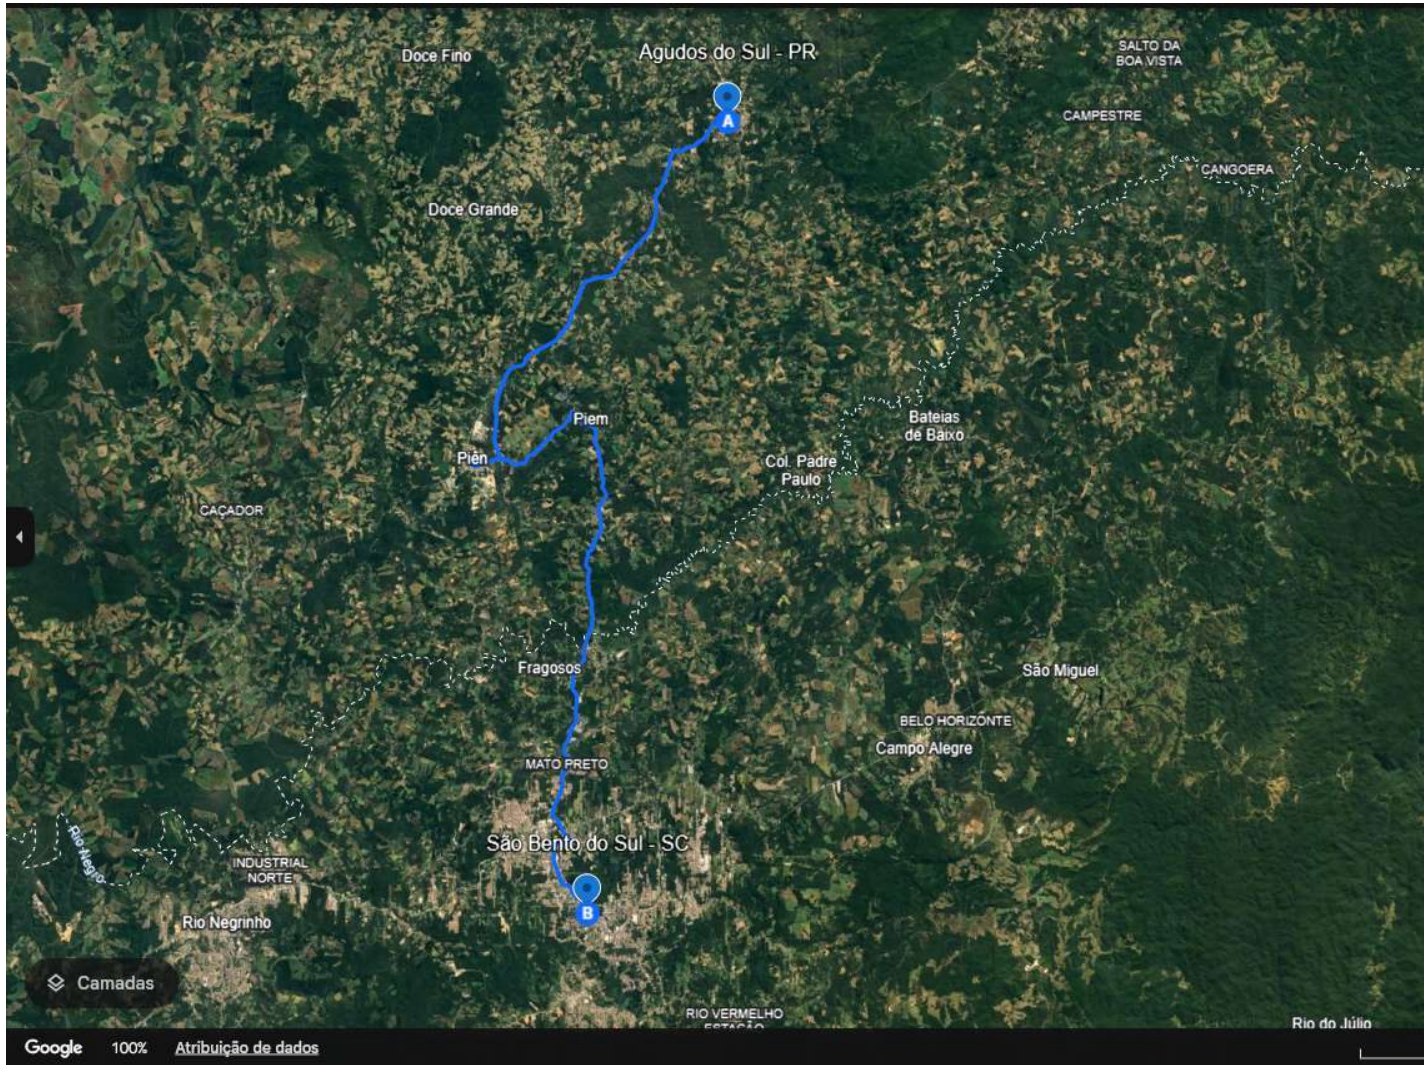 Doce Fino
Agudos do Sul - PR
SALTO DA
BOA VISTA
A
CAMPESTRE
CANGOERA
Doce Grande
Piem
Bateias
de Baixo
Piên
Col. Padre
Paulo
CAÇADOR
Fragosos
São Miguel
BELO HORIZONTE
Campo Alegre
MATO PRETO
São Bento do Sul - SC
Rio Negro
INDUSTRIAL
NORTE
B
Rio Negrinho
Camadas
RIO VERMELHO
ESTAÇÃO
Rio do Júlio
Google 100% Atribuição de dados